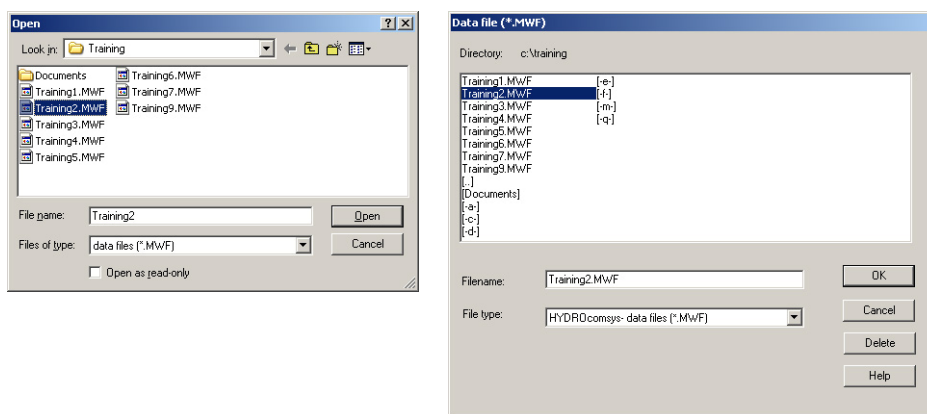 Open
Look in: Training
Documents
Training1.MWF
Training2.MWF
Training3.MWF
Training4.MWF
Training5.MWF
Training6.MWF
Training7.MWF
Training9.MWF
File name: Training2 Open
Files of type: data files (*.MWF) Cancel
Open as read-only
Data file (*.MWF)
Directory: c:\training
Training1.MWF
Training2.MWF
Training3.MWF
Training4.MWF
Training5.MWF
Training6.MWF
Training7.MWF
Training9.MWF
[..]
[Documents]
[-a-]
[-c-]
[-d-]
[-e-]
[-f-]
[-m-]
[-q-]
Filename: Training2.MWF OK
File type: HYDROcomsys- data files (*.MWF) Cancel
Delete
Help